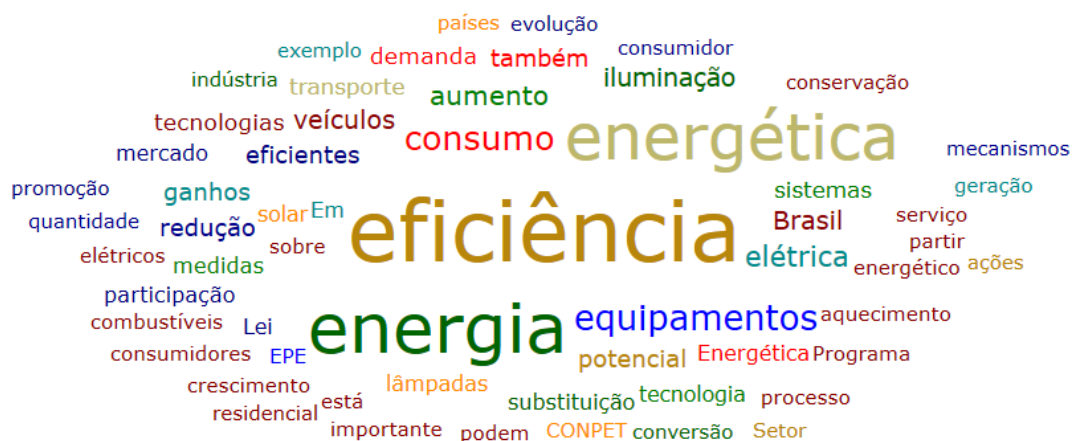 países evolução
exemplo demanda também consumidor
indústria transporte aumento iluminação conservação
tecnologias veículos consumo energética
mercado eficientes mecanismos
promoção ganhos sistemas geração
quantidade redução solar Em eficiência Brasil serviço
elétricos medidas sobre elétrica partir
energético ações
participação
combustíveis Lei energia equipamentos aquecimento
consumidores EPE potencial Energética Programa
crescimento lâmpadas
residencial está substituição tecnologia processo
importante podem CONPET conversão Setor